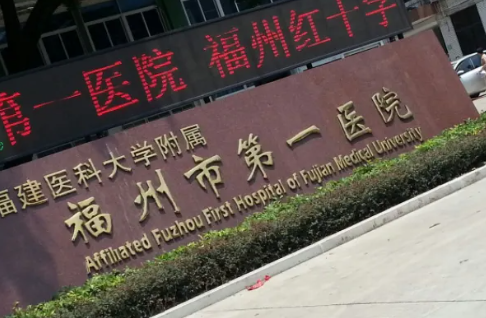 第一医院 福州红十字
福建医科大学附属
福州市第一医院
Affiliated Fuzhou First Hospital of Fujian Medical University